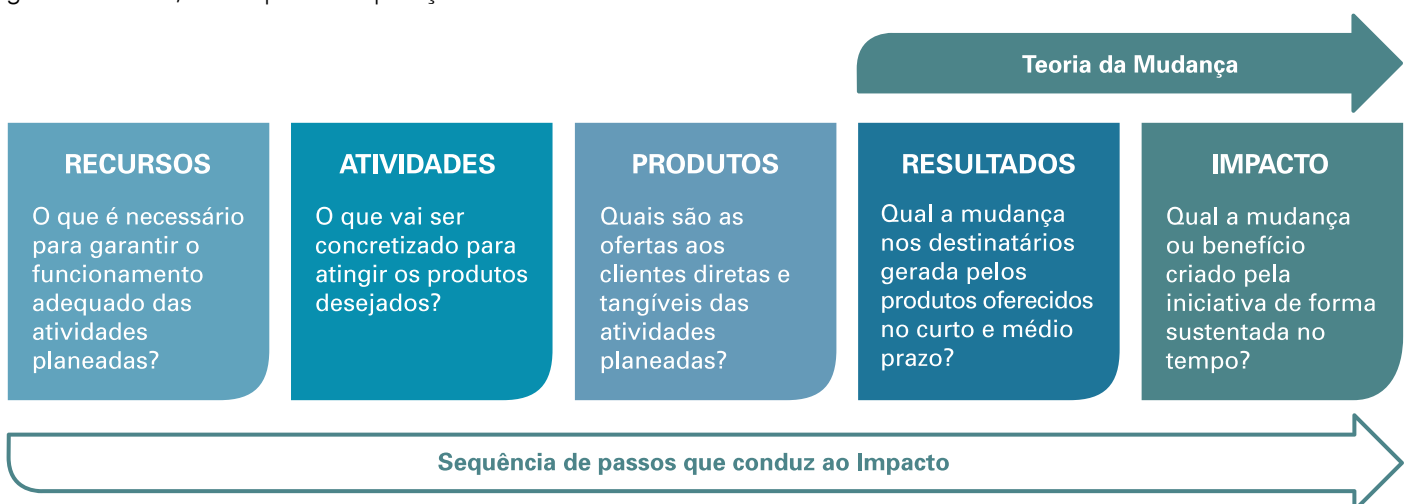 Teoria da Mudança
RECURSOS
O que é necessário
para garantir o
funcionamento
adequado das
atividades
planeadas?
ATIVIDADES
O que vai ser
concretizado para
atingir os produtos
desejados?
PRODUTOS
Quais são as
ofertas aos
clientes diretas e
tangíveis das
atividades
planeadas?
RESULTADOS
Qual a mudança
nos destinatários
gerada pelos
produtos oferecidos
no curto e médio
prazo?
IMPACTO
Qual a mudança
ou benefício
criado pela
iniciativa de forma
sustentada no
tempo?
Sequência de passos que conduz ao Impacto